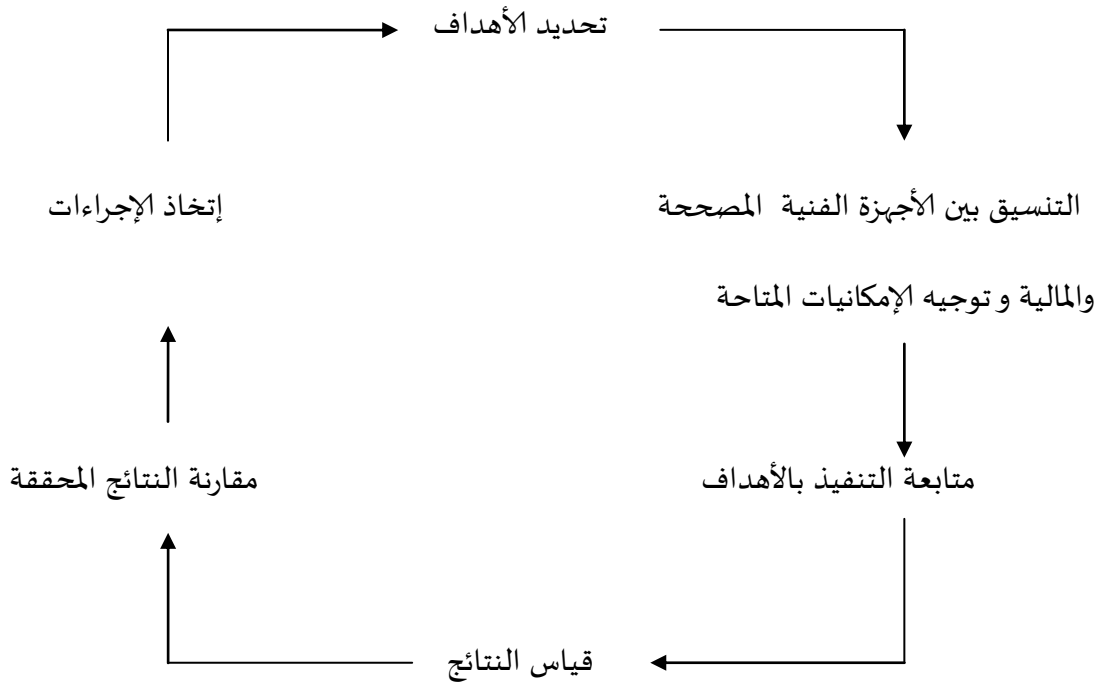 تحديد الأهداف
التنسيق بين الأجهزة الفنية المصححة
إتخاذ الإجراءات
والمالية و توجيه الإمكانيات المتاحة
متابعة التنفيذ بالأهداف
مقارنة النتائج المحققة
قياس النتائج